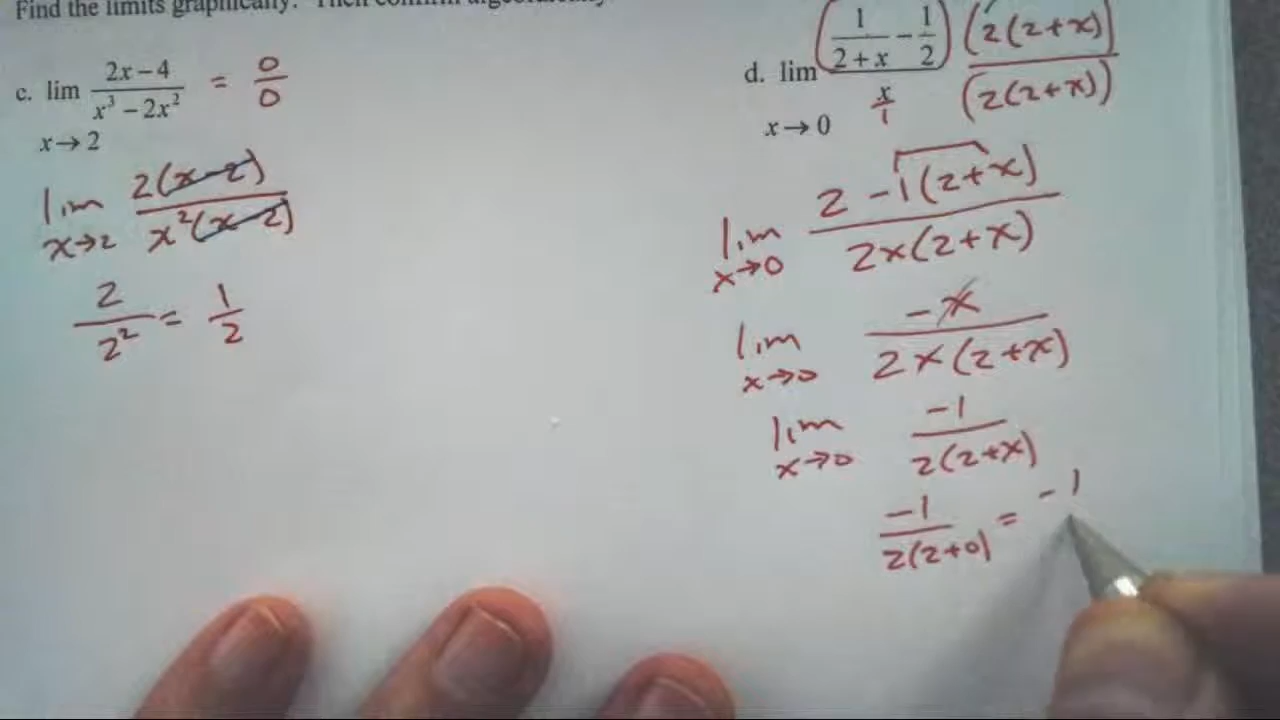 Find the limits graphically. Then confirm algebraically
c. lim x→2 (2x − 4)/(x³ − 2x²) = 0/0
lim x→2 2(x−2)/x²(x−2)
2/2² = 1/2
d. lim x→0 (1/(2+x) − 1/2)/(x/1) (2(2+x))/(2(2+x))
lim x→0 2 −1(2+x)/2x(2+x)
lim x→0 −x/2x(2+x)
lim x→0 −1/2(2+x)
−1/2(2+0) = −1